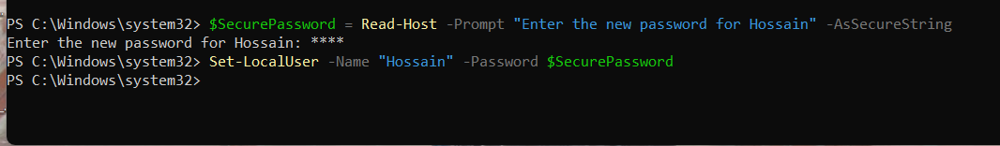 PS C:\Windows\system32> $SecurePassword = Read-Host -Prompt "Enter the new password for Hossain" -AsSecureString
Enter the new password for Hossain: ****
PS C:\Windows\system32> Set-LocalUser -Name "Hossain" -Password $SecurePassword
PS C:\Windows\system32>